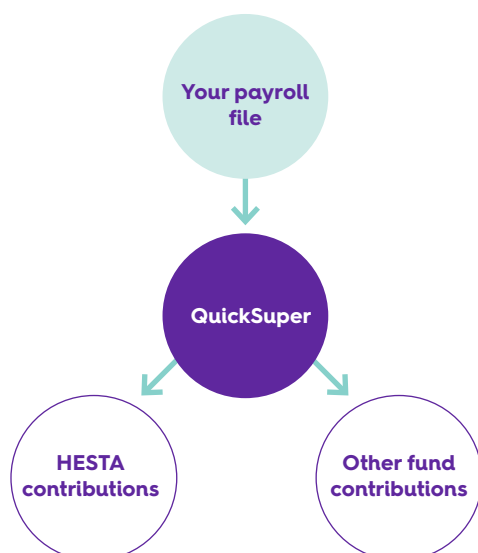 Your payroll
file
QuickSuper
HESTA
contributions
Other fund
contributions